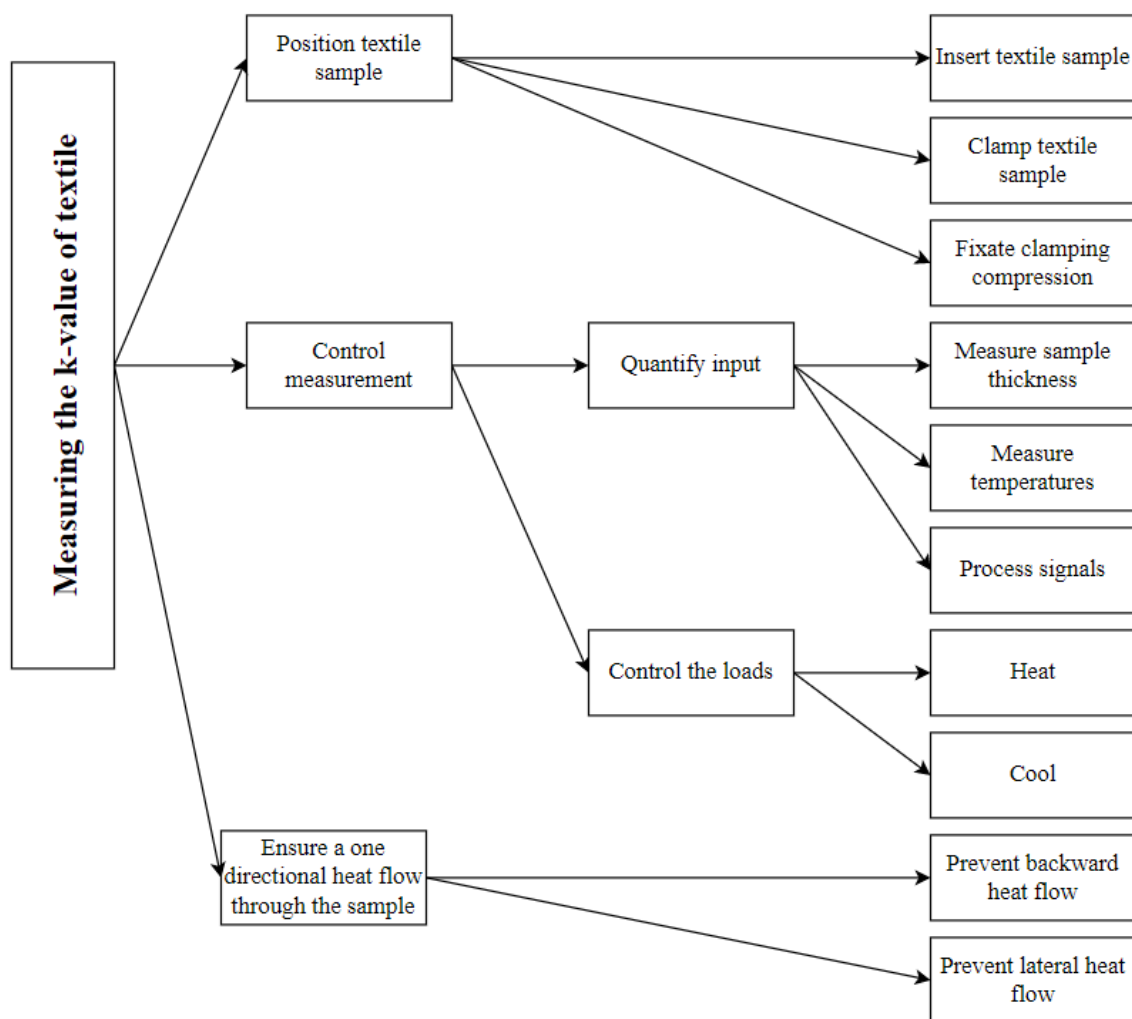 Measuring the k-value of textile
Position textile
sample
Insert textile sample
Clamp textile
sample
Fixate clamping
compression
Control
measurement
Quantify input
Measure sample
thickness
Measure
temperatures
Process signals
Control the loads
Heat
Cool
Ensure a one
directional heat flow
through the sample
Prevent backward
heat flow
Prevent lateral heat
flow